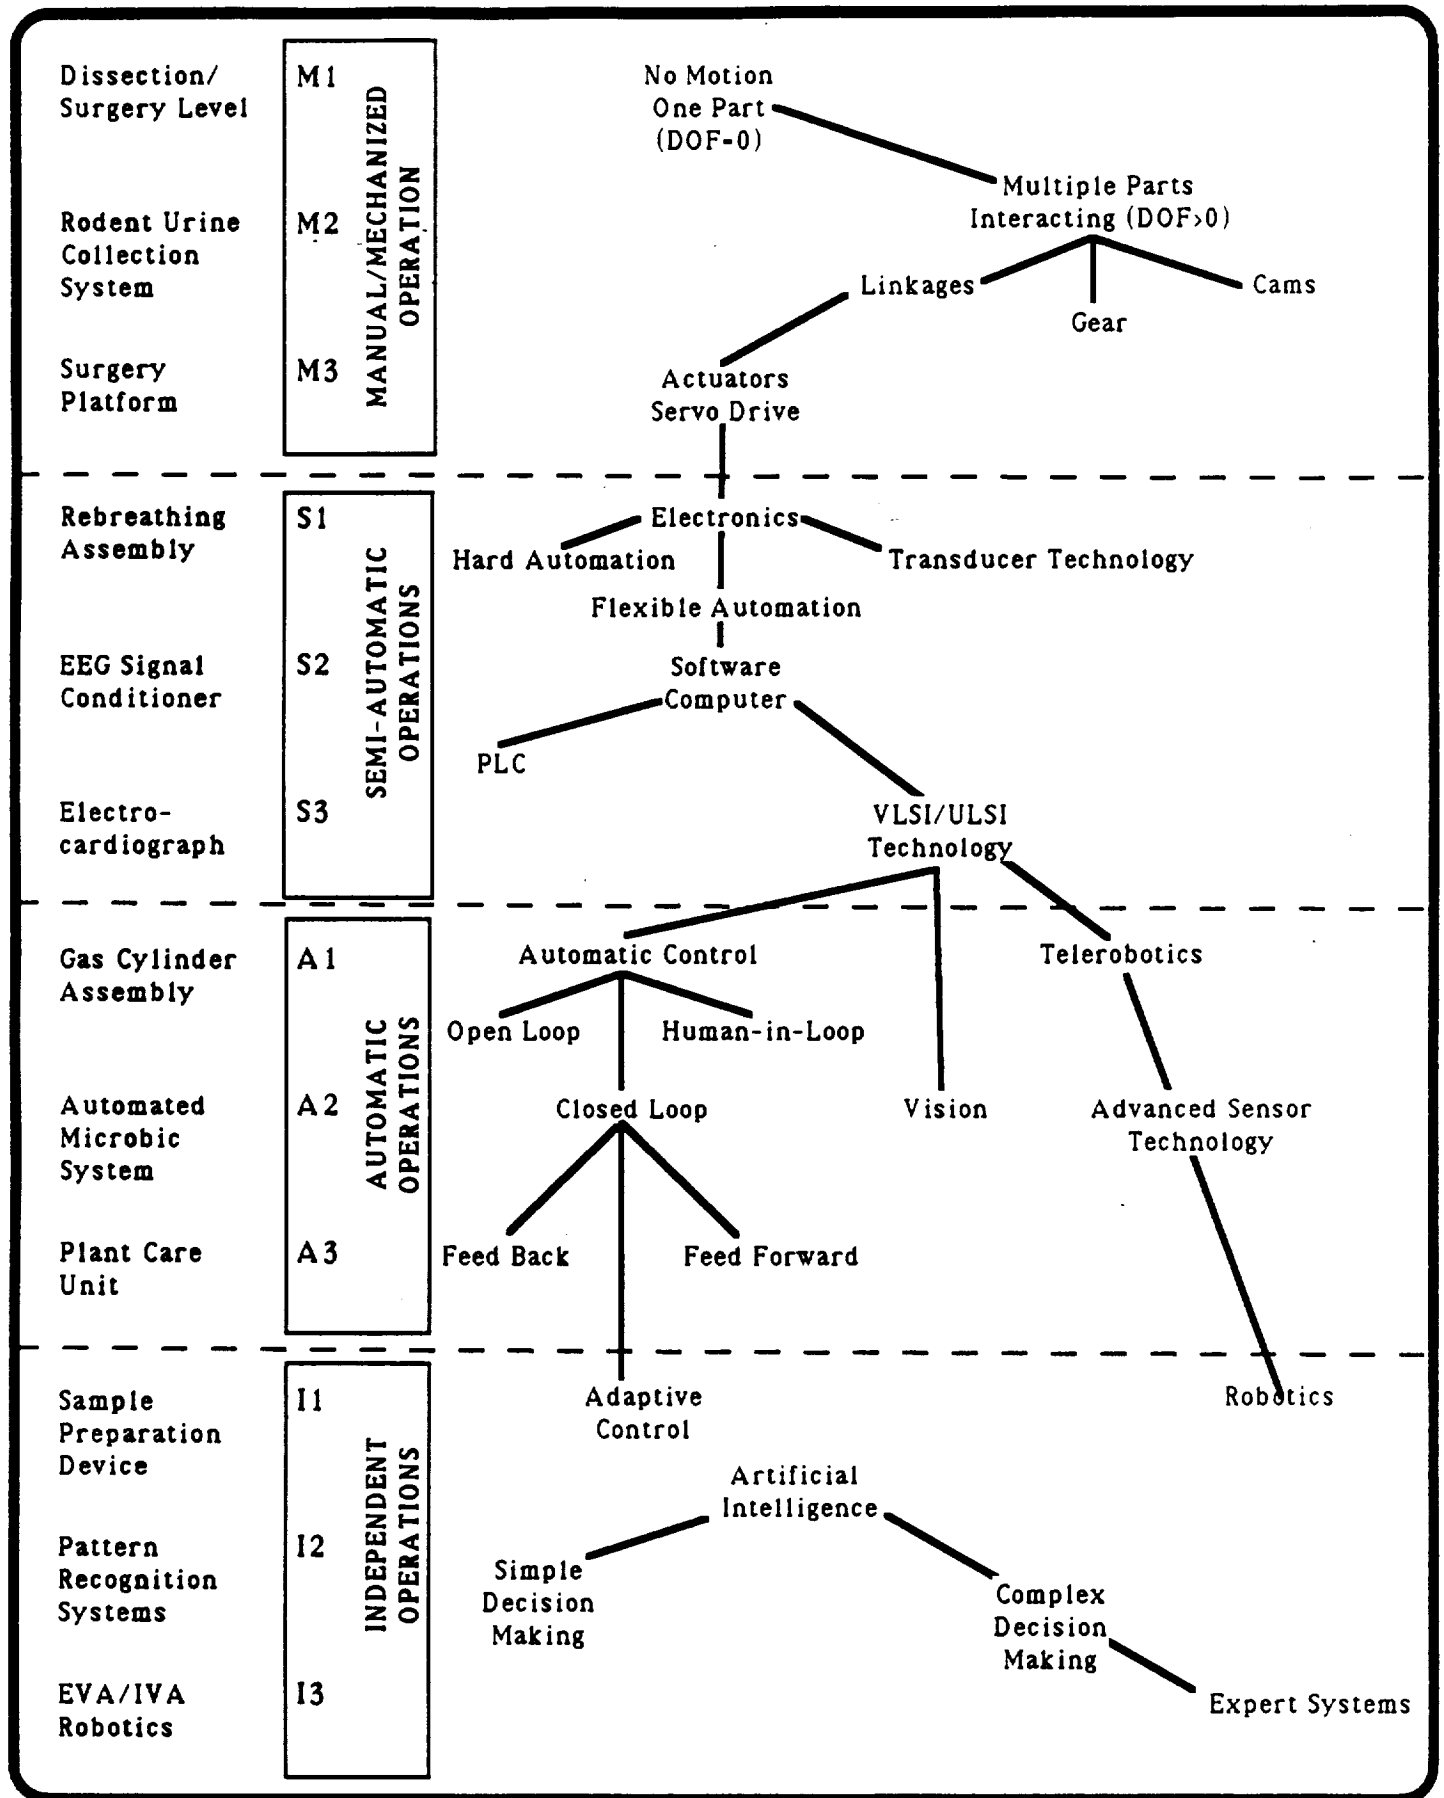 Dissection/
Surgery Level
M1
No Motion
One Part
(DOF=0)
Multiple Parts
Interacting (DOF>0)
Rodent Urine
Collection
System
M2
MANUAL/MECHANIZED
OPERATION
Linkages
Cams
Gear
Surgery
Platform
M3
Actuators
Servo Drive
Rebreathing
Assembly
S1
Electronics
Hard Automation
Transducer Technology
Flexible Automation
EEG Signal
Conditioner
S2
SEMI-AUTOMATIC
OPERATIONS
Software
Computer
PLC
Electro-
cardiograph
S3
VLSI/ULSI
Technology
Gas Cylinder
Assembly
A1
Automatic Control
Telerobotics
Open Loop
Human-in-Loop
Automated
Microbic
System
A2
AUTOMATIC
OPERATIONS
Closed Loop
Vision
Advanced Sensor
Technology
Plant Care
Unit
A3
Feed Back
Feed Forward
Sample
Preparation
Device
I1
Adaptive
Control
Robotics
Artificial
Intelligence
Pattern
Recognition
Systems
I2
INDEPENDENT
OPERATIONS
Simple
Decision
Making
Complex
Decision
Making
EVA/IVA
Robotics
I3
Expert Systems